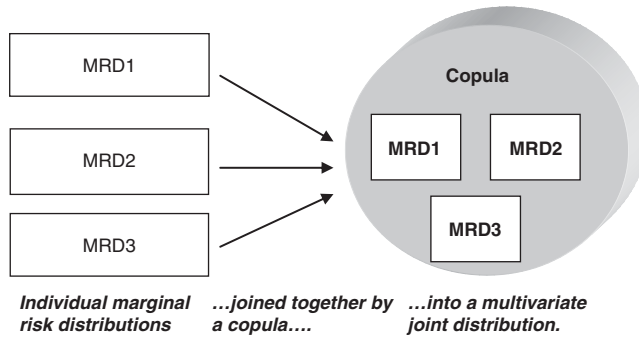 MRD1
MRD2
MRD3
Copula
MRD1
MRD2
MRD3
Individual marginal
risk distributions
…joined together by
a copula….
…into a multivariate
joint distribution.